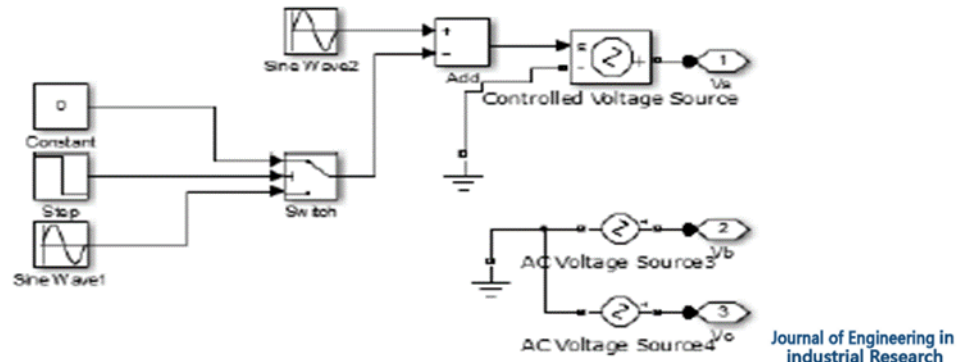 Sine Wave2
+
-
Add
s
-
+
Controlled Voltage Source
1
Va
0
Constant
Step
Switch
Sine Wave1
2
Vb
AC Voltage Source3
3
Vc
AC Voltage Source4
Journal of Engineering in
industrial Research